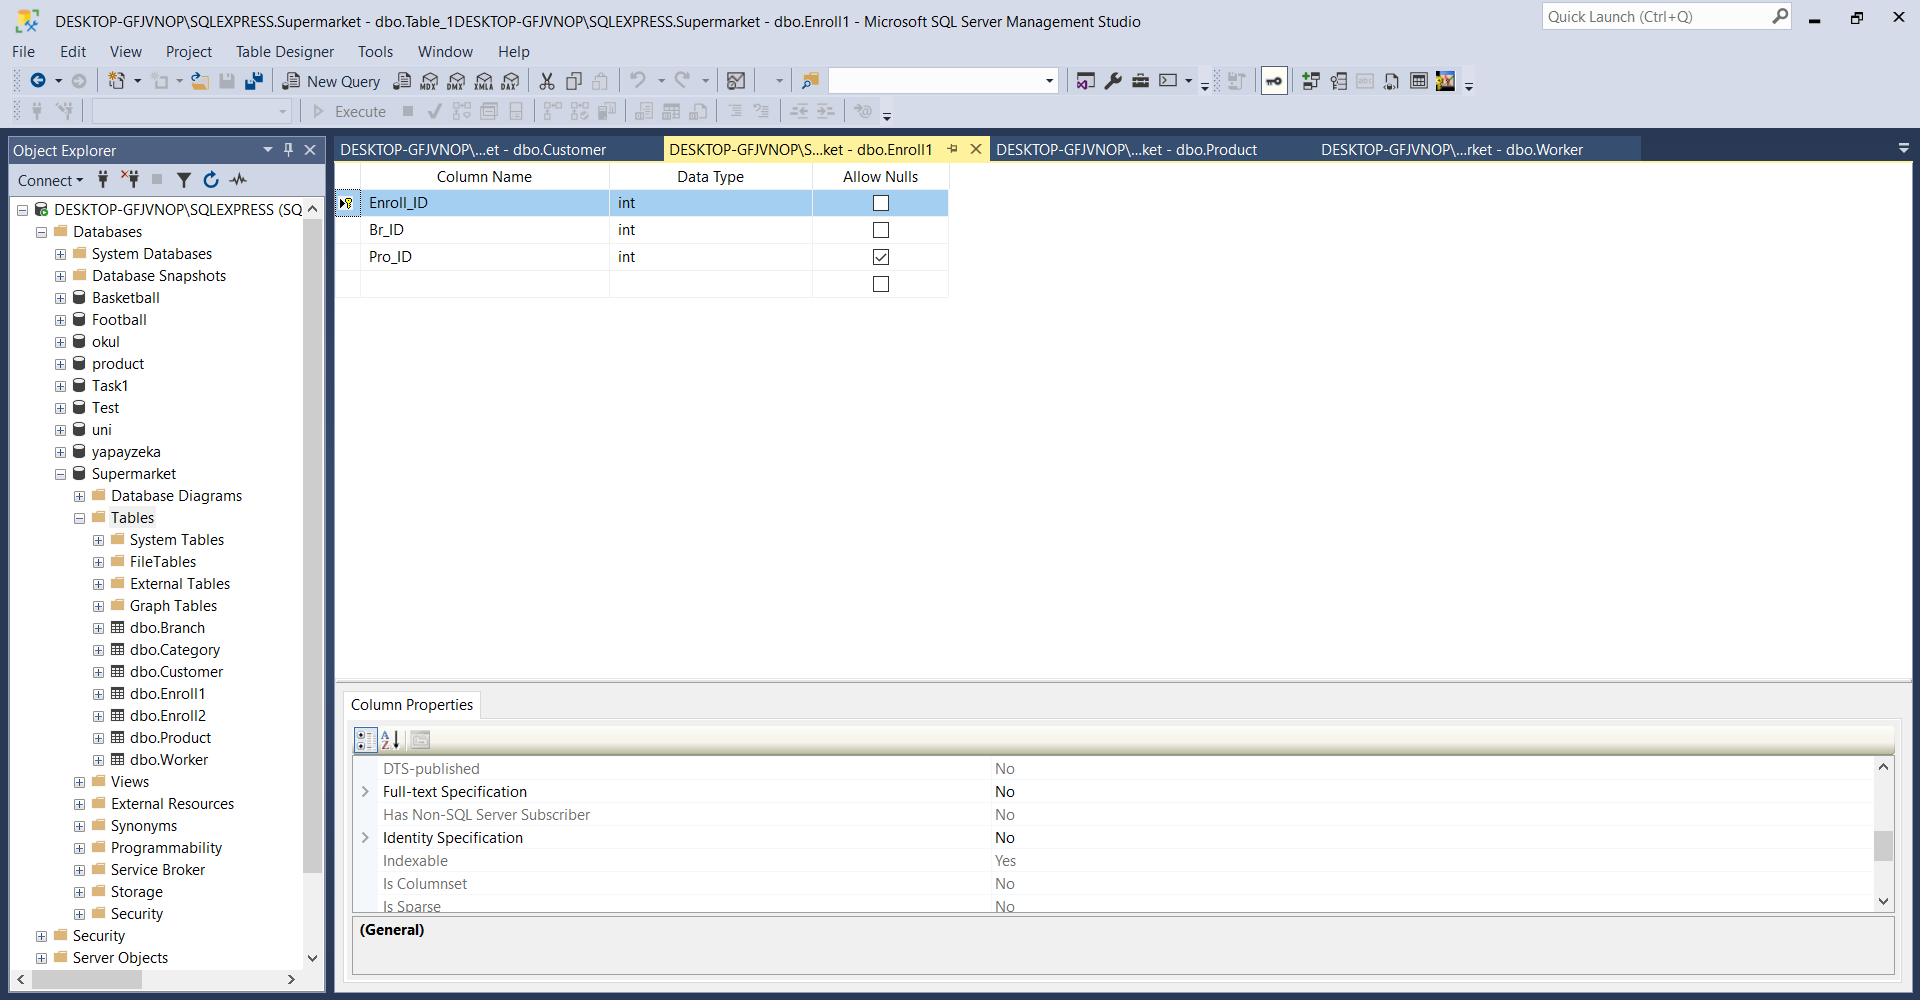 DESKTOP-GFJVNOP\SQLEXPRESS.Supermarket - dbo.Table_1DESKTOP-GFJVNOP\SQLEXPRESS.Supermarket - dbo.Enroll1 - Microsoft SQL Server Management Studio
Quick Launch (Ctrl+Q)
File Edit View Project Table Designer Tools Window Help
New Query MDX DMX XMLA DAX
Execute
Object Explorer
Connect
DESKTOP-GFJVNOP\SQLEXPRESS (SQ
Databases
System Databases
Database Snapshots
Basketball
Football
okul
product
Task1
Test
uni
yapayzeka
Supermarket
Database Diagrams
Tables
System Tables
FileTables
External Tables
Graph Tables
dbo.Branch
dbo.Category
dbo.Customer
dbo.Enroll1
dbo.Enroll2
dbo.Product
dbo.Worker
Views
External Resources
Synonyms
Programmability
Service Broker
Storage
Security
Security
Server Objects
DESKTOP-GFJVNOP\...et - dbo.Customer
DESKTOP-GFJVNOP\S...ket - dbo.Enroll1
DESKTOP-GFJVNOP\...ket - dbo.Product
DESKTOP-GFJVNOP\...rket - dbo.Worker
Column Name Data Type Allow Nulls
Enroll_ID int
Br_ID int
Pro_ID int
Column Properties
DTS-published No
Full-text Specification No
Has Non-SQL Server Subscriber No
Identity Specification No
Indexable Yes
Is Columnset No
Is Sparse No
(General)